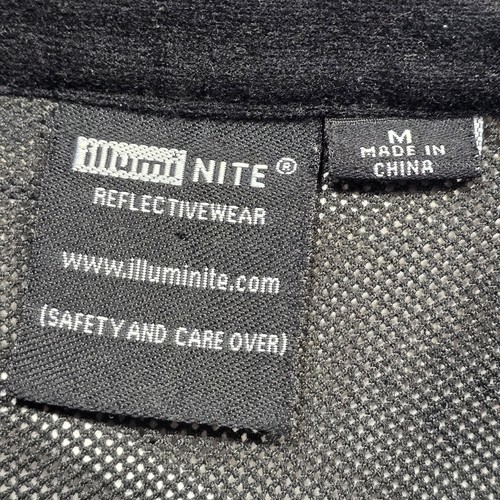 illumiNITE®
REFLECTIVEWEAR
www.illuminite.com
(SAFETY AND CARE OVER)
M
MADE IN
CHINA